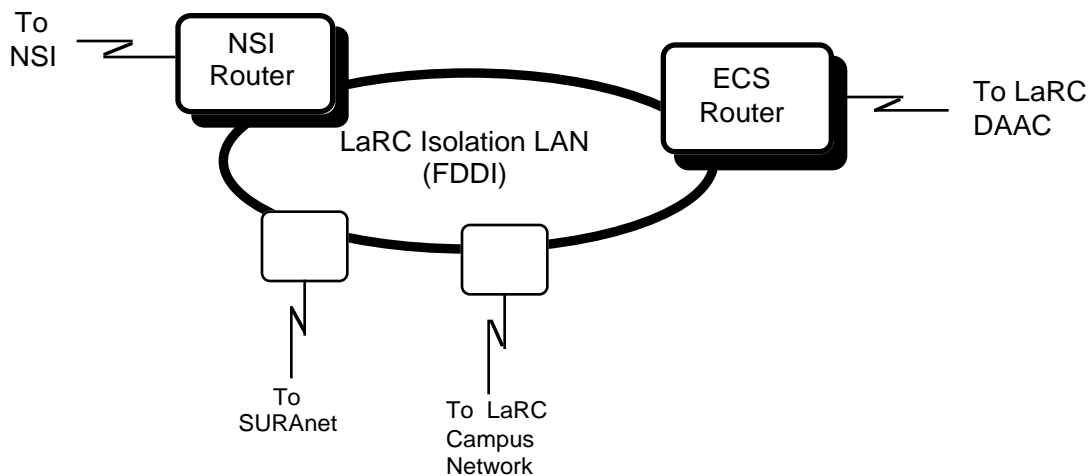 To
NSI
NSI
Router
ECS
Router
To LaRC
DAAC
LaRC Isolation LAN
(FDDI)
To
SURAnet
To LaRC
Campus
Network